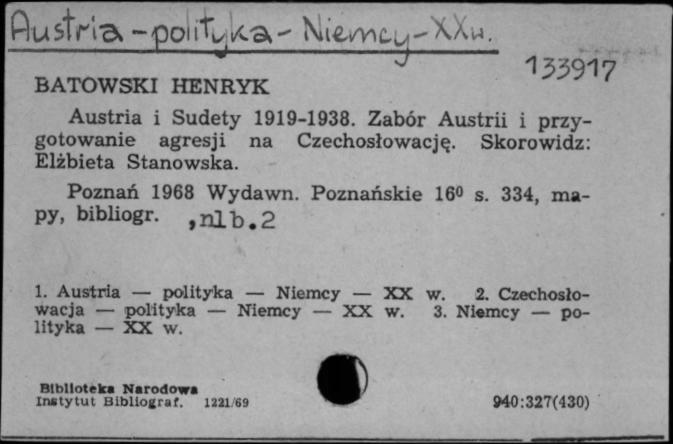 Austria - polityka - Niemcy - XX w.
133917
BATOWSKI HENRYK
Austria i Sudety 1919-1938. Zabór Austrii i przy-
gotowanie agresji na Czechosłowację. Skorowidz:
Elżbieta Stanowska.
Poznań 1968 Wydawn. Poznańskie 16⁰ s. 334, ma-
py, bibliogr. , nlb. 2
1. Austria — polityka — Niemcy — XX w. 2. Czechosło-
wacja — polityka — Niemcy — XX w. 3. Niemcy — po-
lityka — XX w.
Biblioteka Narodowa
Instytut Bibliograf. 1221/69
940:327(430)